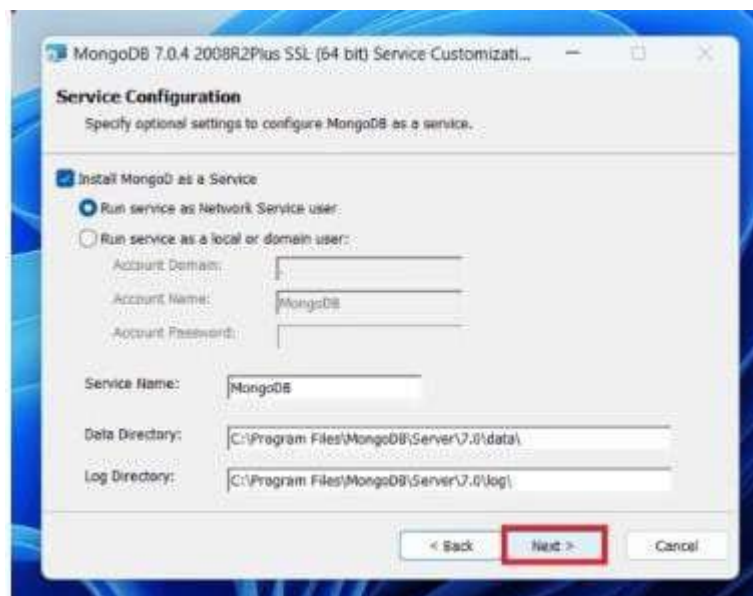 MongoDB 7.0.4 2008R2Plus SSL (64 bit) Service Customizati...
Service Configuration
Specify optional settings to configure MongoDB as a service.
Install MongoD as a Service
Run service as Network Service user
Run service as a local or domain user:
Account Domain:
.
Account Name:
MongoDB
Account Password:
Service Name:
MongoDB
Data Directory:
C:\Program Files\MongoDB\Server\7.0\data\
Log Directory:
C:\Program Files\MongoDB\Server\7.0\log\
< Back
Next >
Cancel